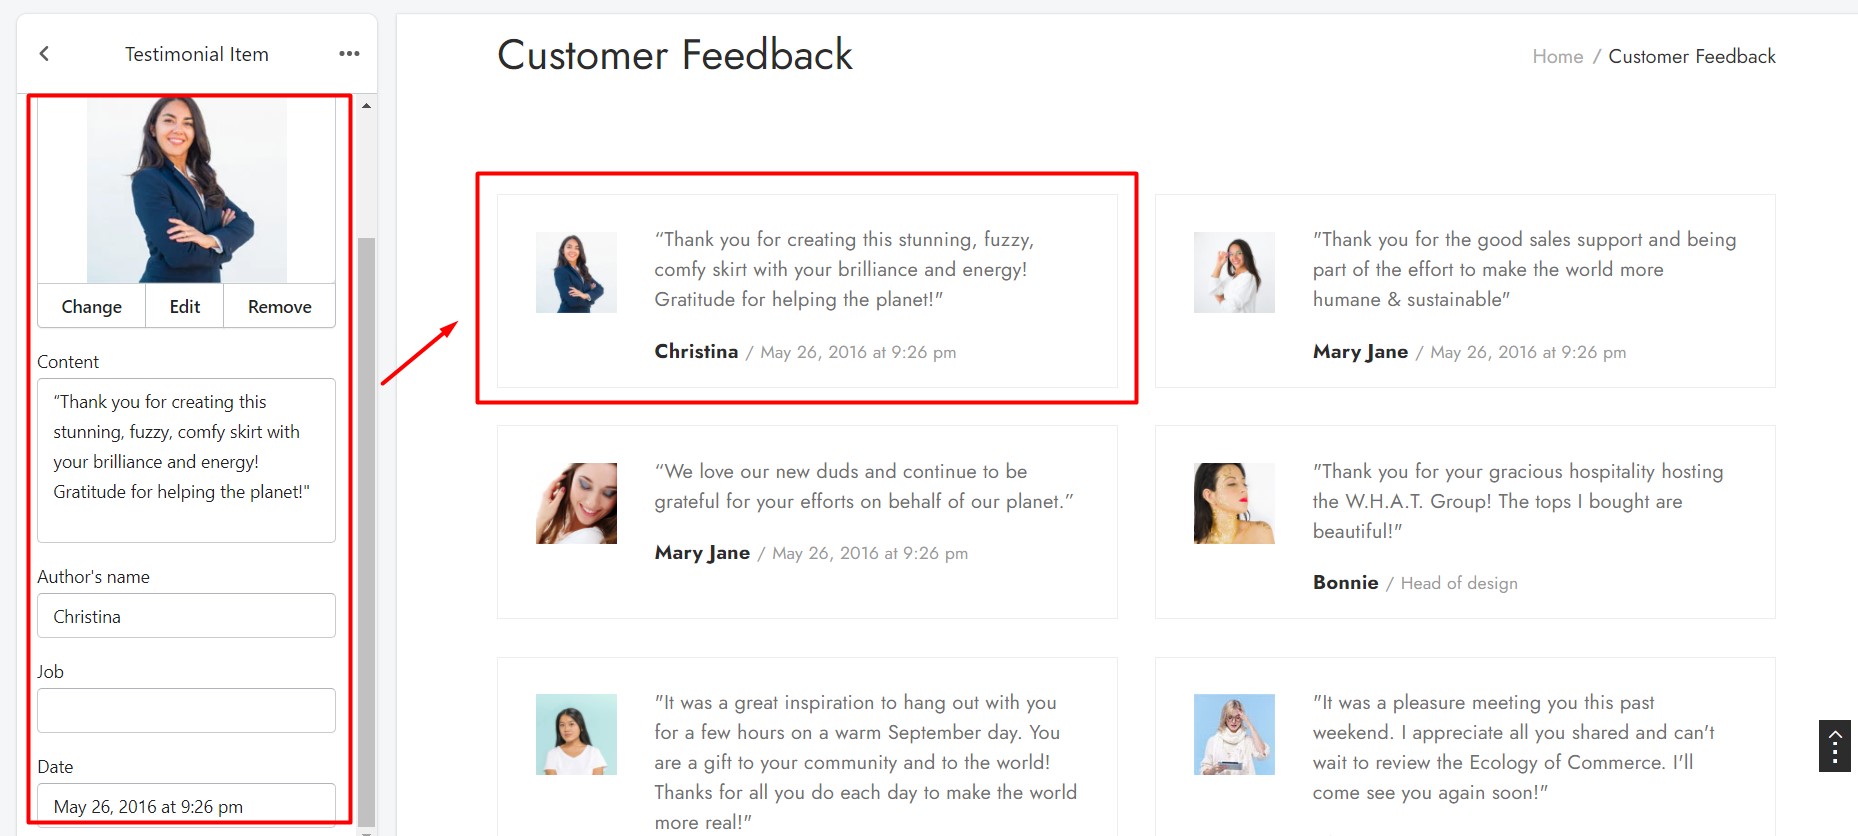 Testimonial Item
Change Edit Remove
Content
“Thank you for creating this
stunning, fuzzy, comfy skirt with
your brilliance and energy!
Gratitude for helping the planet!"
Author's name
Christina
Job
Date
May 26, 2016 at 9:26 pm
Customer Feedback
Home / Customer Feedback
“Thank you for creating this stunning, fuzzy,
comfy skirt with your brilliance and energy!
Gratitude for helping the planet!"
Christina / May 26, 2016 at 9:26 pm
"Thank you for the good sales support and being
part of the effort to make the world more
humane & sustainable"
Mary Jane / May 26, 2016 at 9:26 pm
“We love our new duds and continue to be
grateful for your efforts on behalf of our planet.”
Mary Jane / May 26, 2016 at 9:26 pm
"Thank you for your gracious hospitality hosting
the W.H.A.T. Group! The tops I bought are
beautiful!"
Bonnie / Head of design
"It was a great inspiration to hang out with you
for a few hours on a warm September day. You
are a gift to your community and to the world!
Thanks for all you do each day to make the world
more real!"
"It was a pleasure meeting you this past
weekend. I appreciate all you shared and can't
wait to review the Ecology of Commerce. I'll
come see you again soon!"